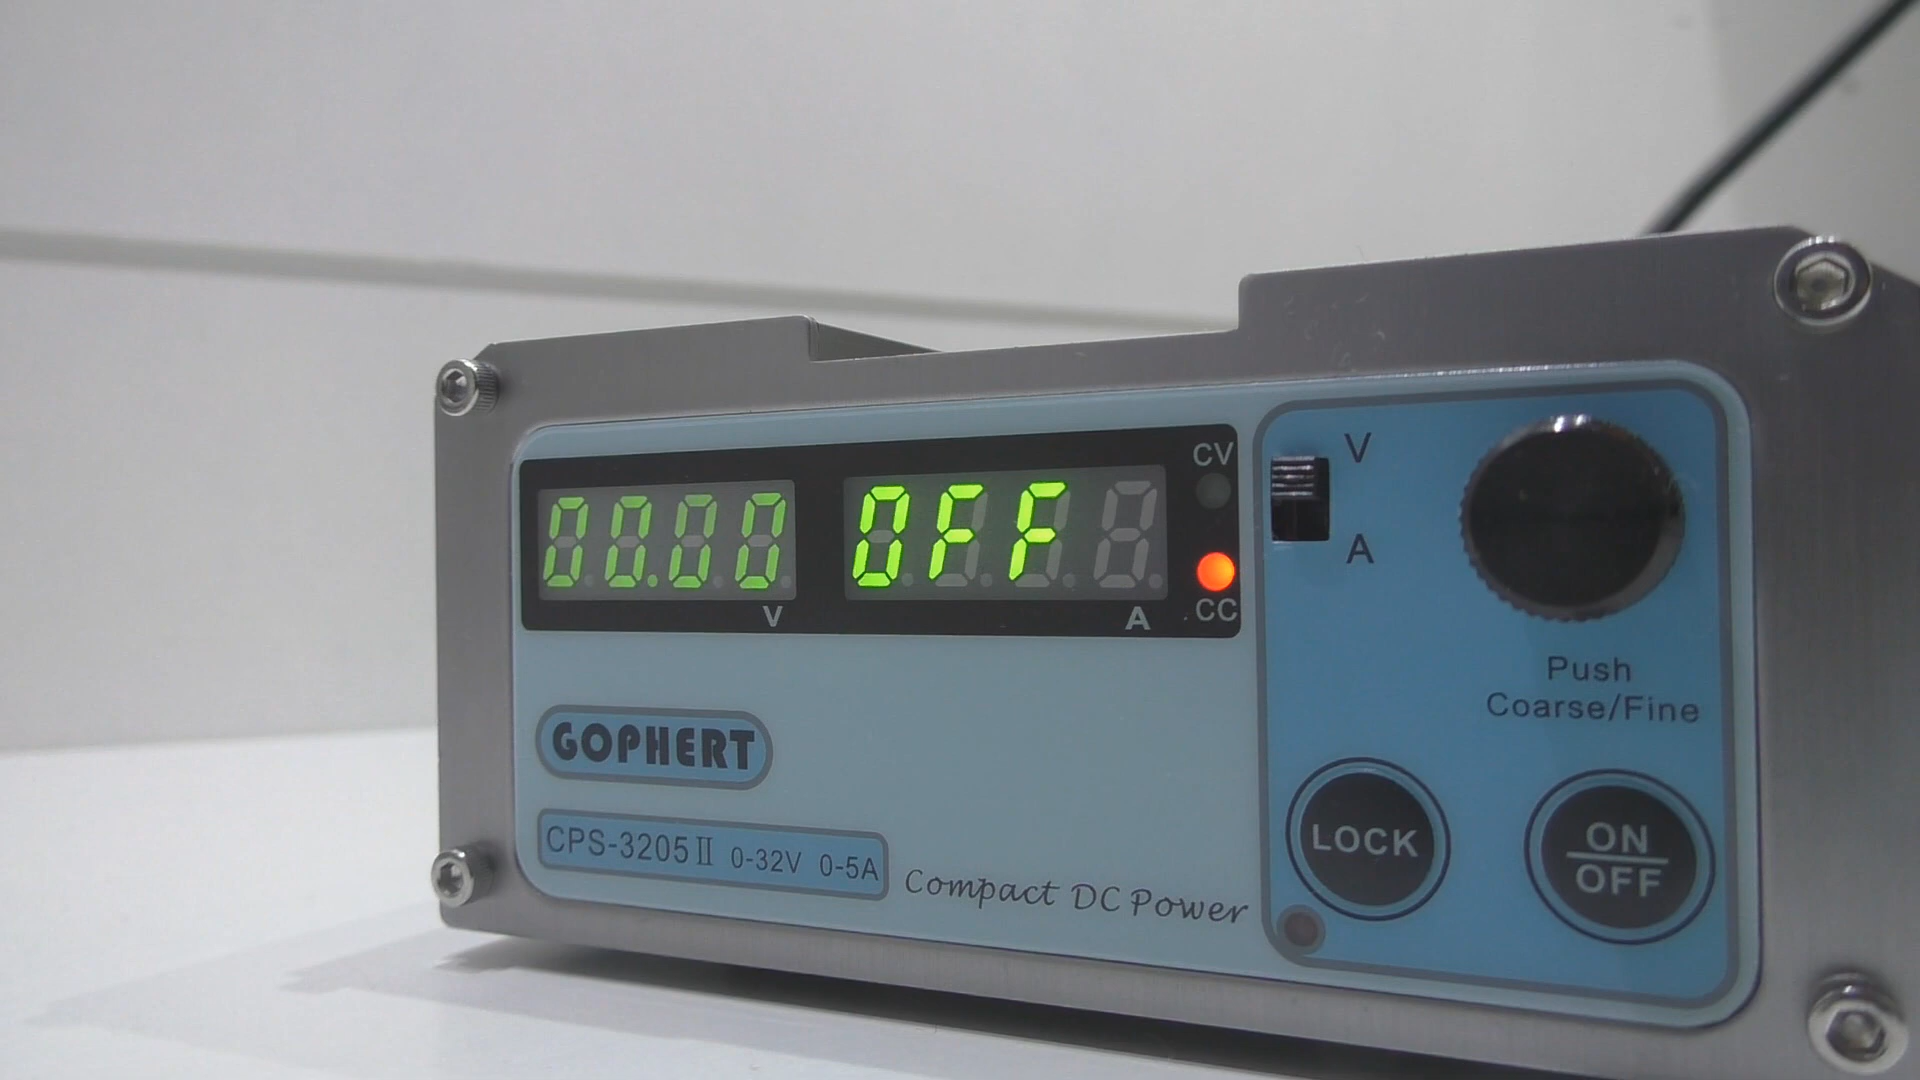 00.00 OFF
V A
CV
CC
V
A
Push
Coarse/Fine
GOPHERT
CPS-3205Ⅱ 0-32V 0-5A
Compact DC Power
LOCK
ON
OFF